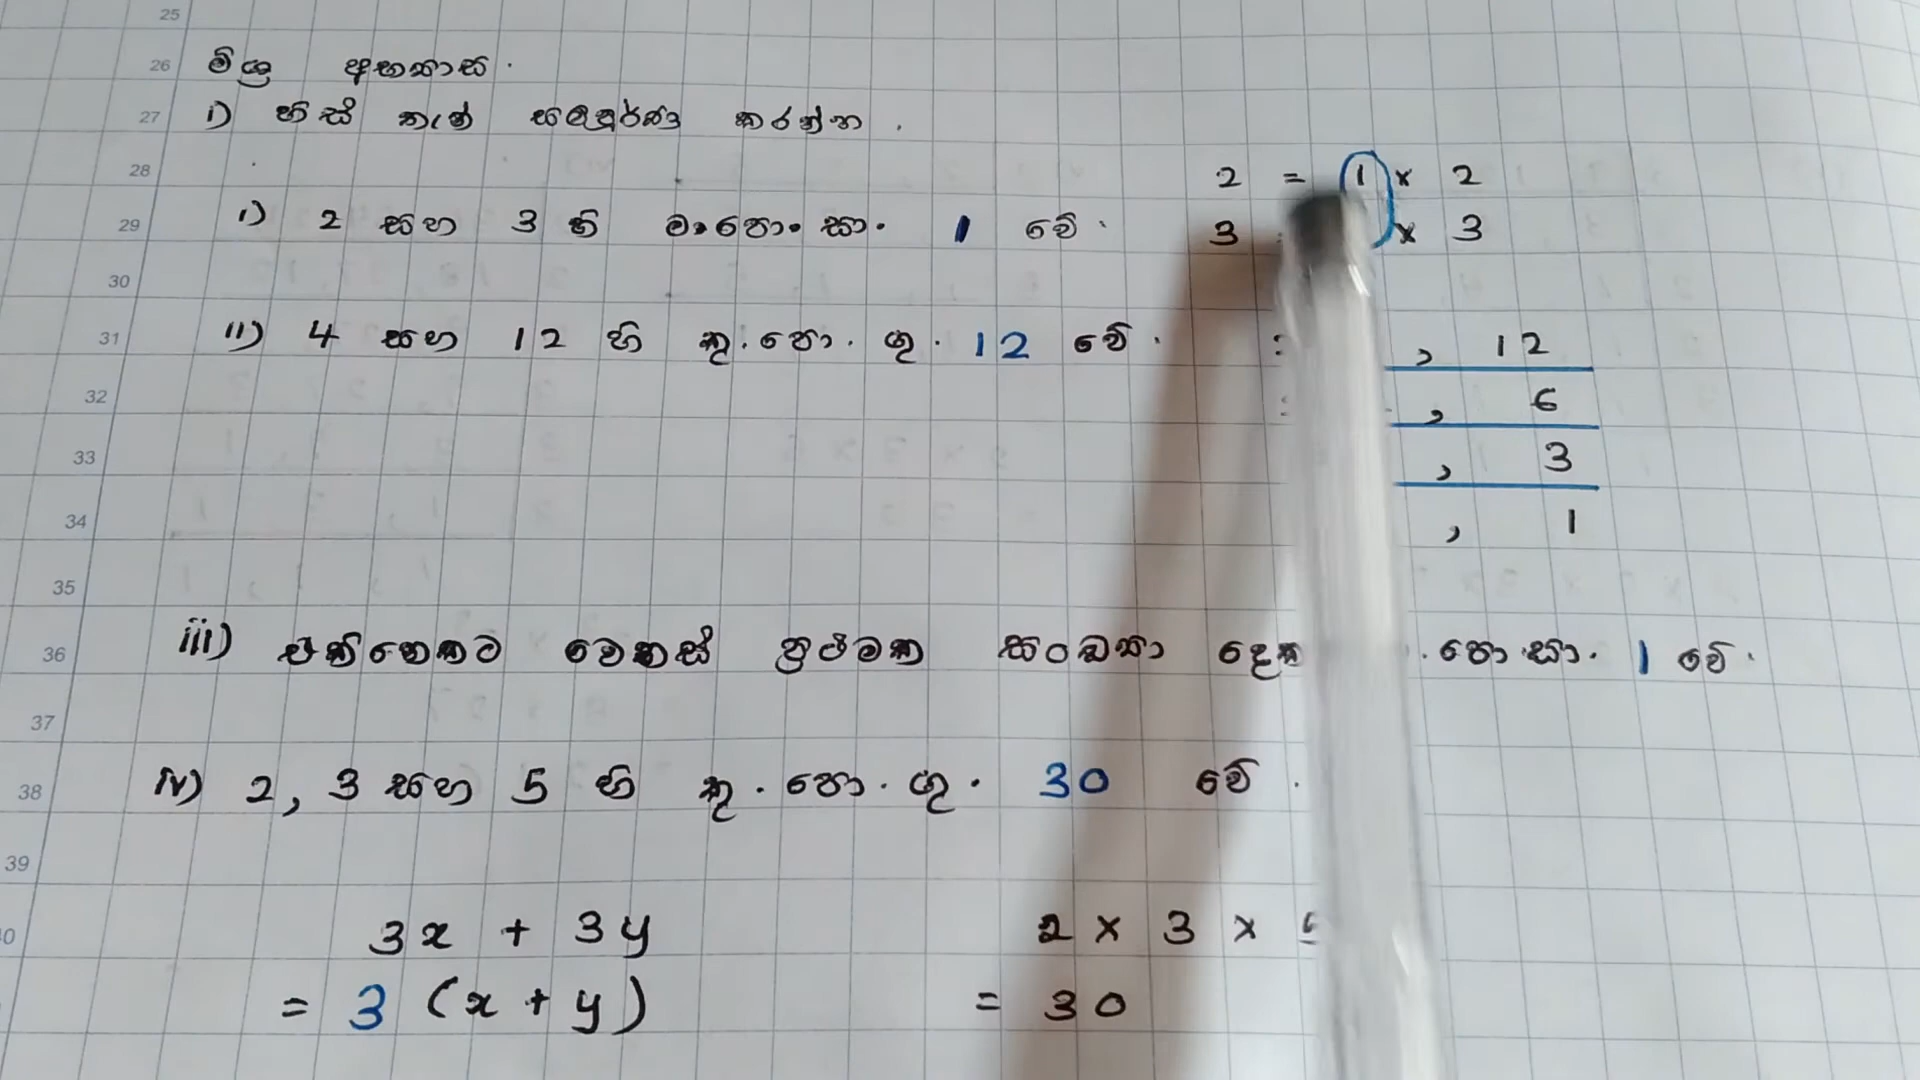 මිශ්‍ර අභ්‍යාස.
1) හිස් තැන් සම්පූර්ණ කරන්න.
2 = 1 × 2
i) 2 සහ 3 හි ම.පො.සා. 1 වේ.
3 × 3
ii) 4 සහ 12 හි කු.පො.ගු. 12 වේ.
, 12
, 6
, 3
, 1
iii) එකිනෙකට වෙනස් ප්‍රථමක සංඛ්‍යා .පො.සා. 1 වේ.
iv) 2, 3 සහ 5 හි කු.පො.ගු. 30 වේ.
3x + 3y
= 3 (x + y)
2 × 3 ×
= 30
25
26
27
28
29
30
31
32
33
34
35
36
37
38
39